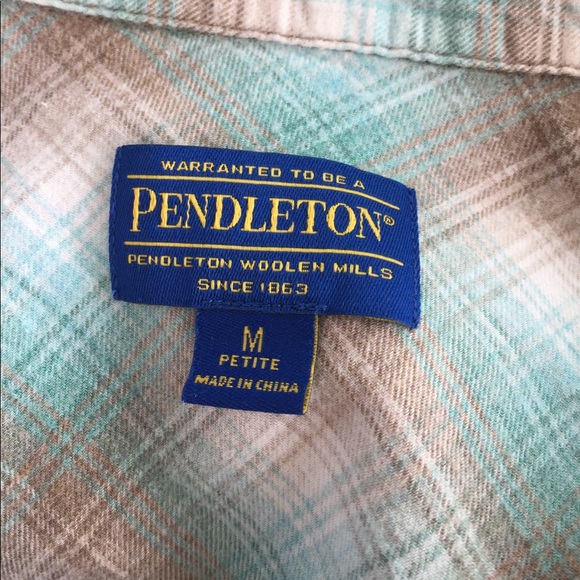 WARRANTED TO BE A
PENDLETON®
PENDLETON WOOLEN MILLS
SINCE 1863
M
PETITE
MADE IN CHINA